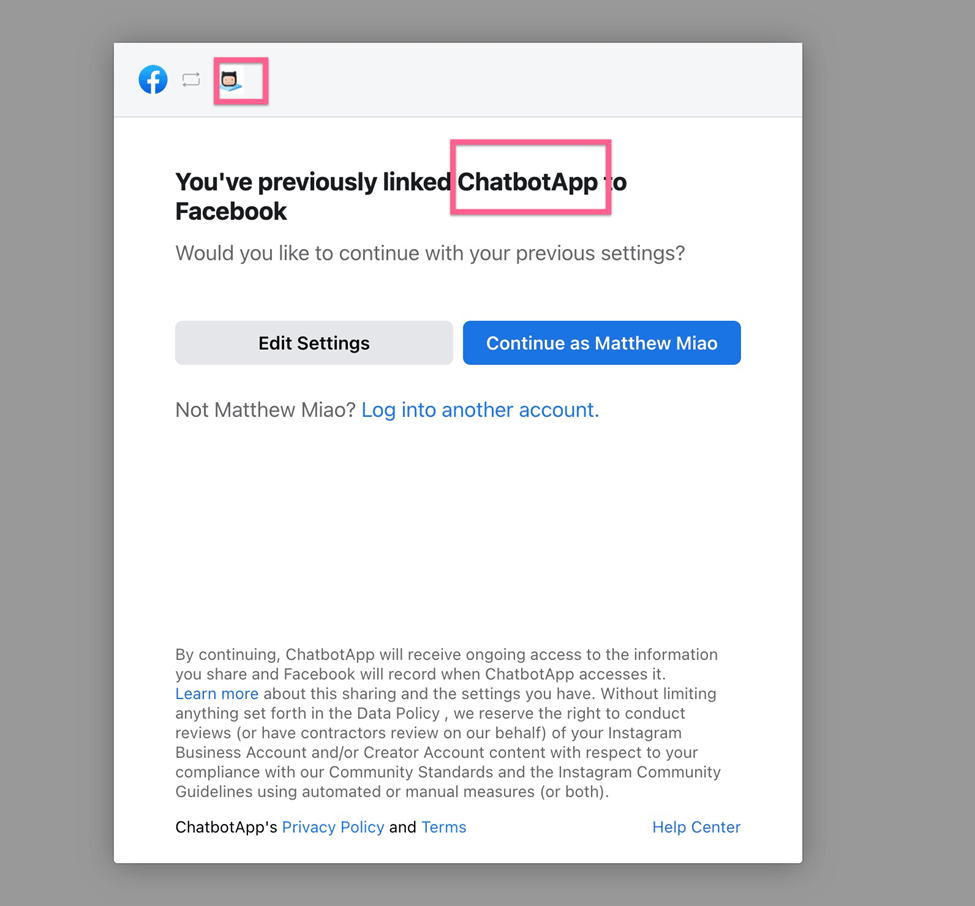 You've previously linked ChatbotApp to
Facebook
Would you like to continue with your previous settings?
Edit Settings
Continue as Matthew Miao
Not Matthew Miao? Log into another account.
By continuing, ChatbotApp will receive ongoing access to the information
you share and Facebook will record when ChatbotApp accesses it.
Learn more about this sharing and the settings you have. Without limiting
anything set forth in the Data Policy , we reserve the right to conduct
reviews (or have contractors review on our behalf) of your Instagram
Business Account and/or Creator Account content with respect to your
compliance with our Community Standards and the Instagram Community
Guidelines using automated or manual measures (or both).
ChatbotApp's Privacy Policy and Terms
Help Center